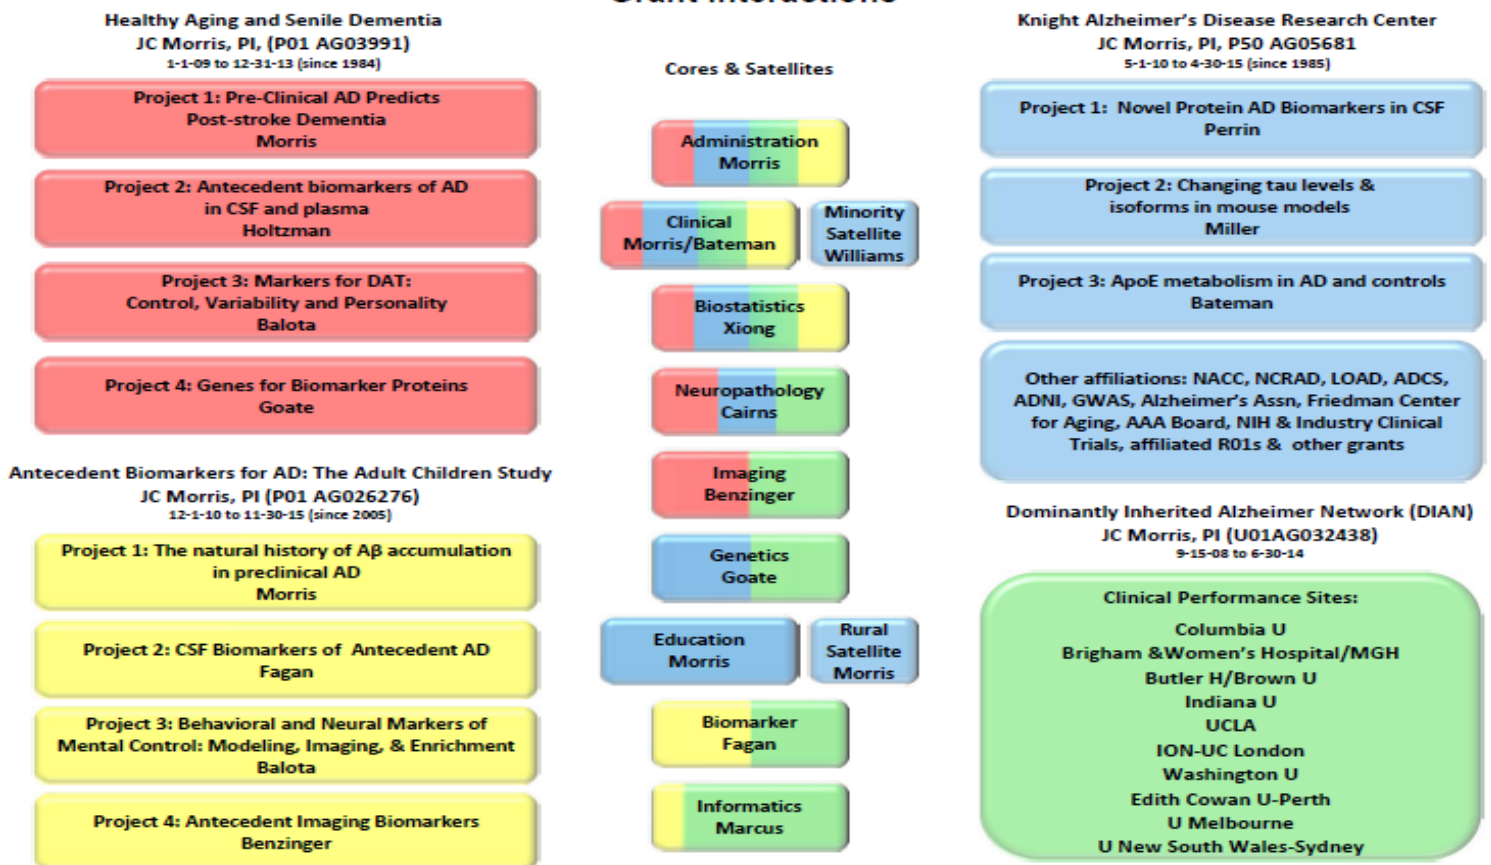 Grant Interactions
Healthy Aging and Senile Dementia
JC Morris, PI, (P01 AG03991)
1-1-09 to 12-31-13 (since 1984)
Project 1: Pre-Clinical AD Predicts
Post-stroke Dementia
Morris
Project 2: Antecedent biomarkers of AD
in CSF and plasma
Holtzman
Project 3: Markers for DAT:
Control, Variability and Personality
Balota
Project 4: Genes for Biomarker Proteins
Goate
Antecedent Biomarkers for AD: The Adult Children Study
JC Morris, PI (P01 AG026276)
12-1-10 to 11-30-15 (since 2005)
Project 1: The natural history of Aβ accumulation
in preclinical AD
Morris
Project 2: CSF Biomarkers of Antecedent AD
Fagan
Project 3: Behavioral and Neural Markers of
Mental Control: Modeling, Imaging, & Enrichment
Balota
Project 4: Antecedent Imaging Biomarkers
Benzinger
Cores & Satellites
Administration
Morris
Clinical
Morris/Bateman
Minority
Satellite
Williams
Biostatistics
Xiong
Neuropathology
Cairns
Imaging
Benzinger
Genetics
Goate
Education
Morris
Rural
Satellite
Morris
Biomarker
Fagan
Informatics
Marcus
Knight Alzheimer's Disease Research Center
JC Morris, PI, P50 AG05681
5-1-10 to 4-30-15 (since 1985)
Project 1: Novel Protein AD Biomarkers in CSF
Perrin
Project 2: Changing tau levels &
isoforms in mouse models
Miller
Project 3: ApoE metabolism in AD and controls
Bateman
Other affiliations: NACC, NCRAD, LOAD, ADCS,
ADNI, GWAS, Alzheimer's Assn, Friedman Center
for Aging, AAA Board, NIH & Industry Clinical
Trials, affiliated R01s & other grants
Dominantly Inherited Alzheimer Network (DIAN)
JC Morris, PI (U01AG032438)
9-15-08 to 6-30-14
Clinical Performance Sites:
Columbia U
Brigham &Women's Hospital/MGH
Butler H/Brown U
Indiana U
UCLA
ION-UC London
Washington U
Edith Cowan U-Perth
U Melbourne
U New South Wales-Sydney